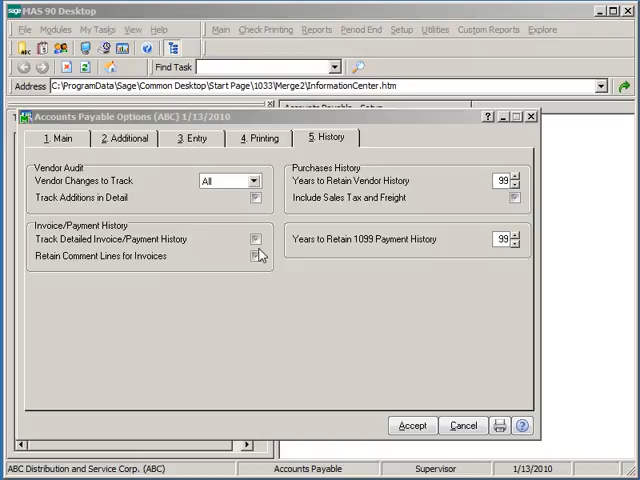 sage MAS 90 Desktop
File Modules My Tasks View Help Main Check Printing Reports Period End Setup Utilities Custom Reports Explore
Find Task
Address C:\ProgramData\Sage\Common Desktop\Start Page\1033\Merge2\InformationCenter.htm
Accounts Payable Options (ABC) 1/13/2010
1. Main 2. Additional 3. Entry 4. Printing 5. History
Vendor Audit
Vendor Changes to Track All
Track Additions in Detail
Purchases History
Years to Retain Vendor History 99
Include Sales Tax and Freight
Invoice/Payment History
Track Detailed Invoice/Payment History
Retain Comment Lines for Invoices
Years to Retain 1099 Payment History 99
Accept Cancel
ABC Distribution and Service Corp. (ABC) Accounts Payable Supervisor 1/13/2010